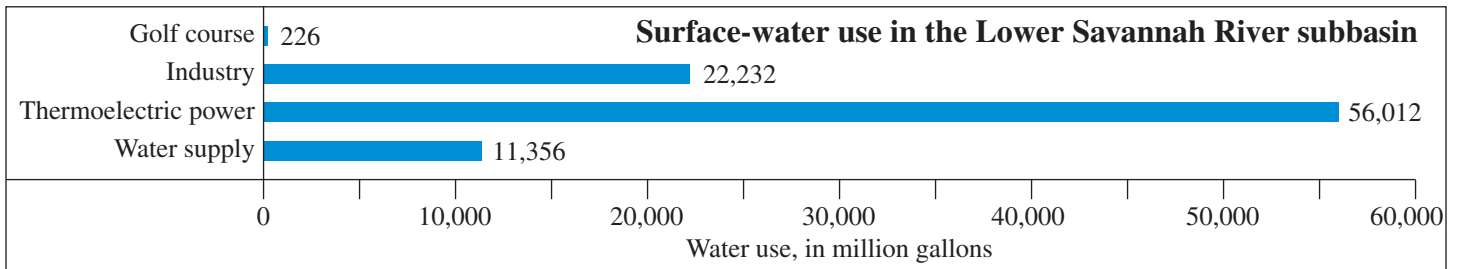 Surface-water use in the Lower Savannah River subbasin
Golf course 226
Industry 22,232
Thermoelectric power 56,012
Water supply 11,356
0 10,000 20,000 30,000 40,000 50,000 60,000
Water use, in million gallons